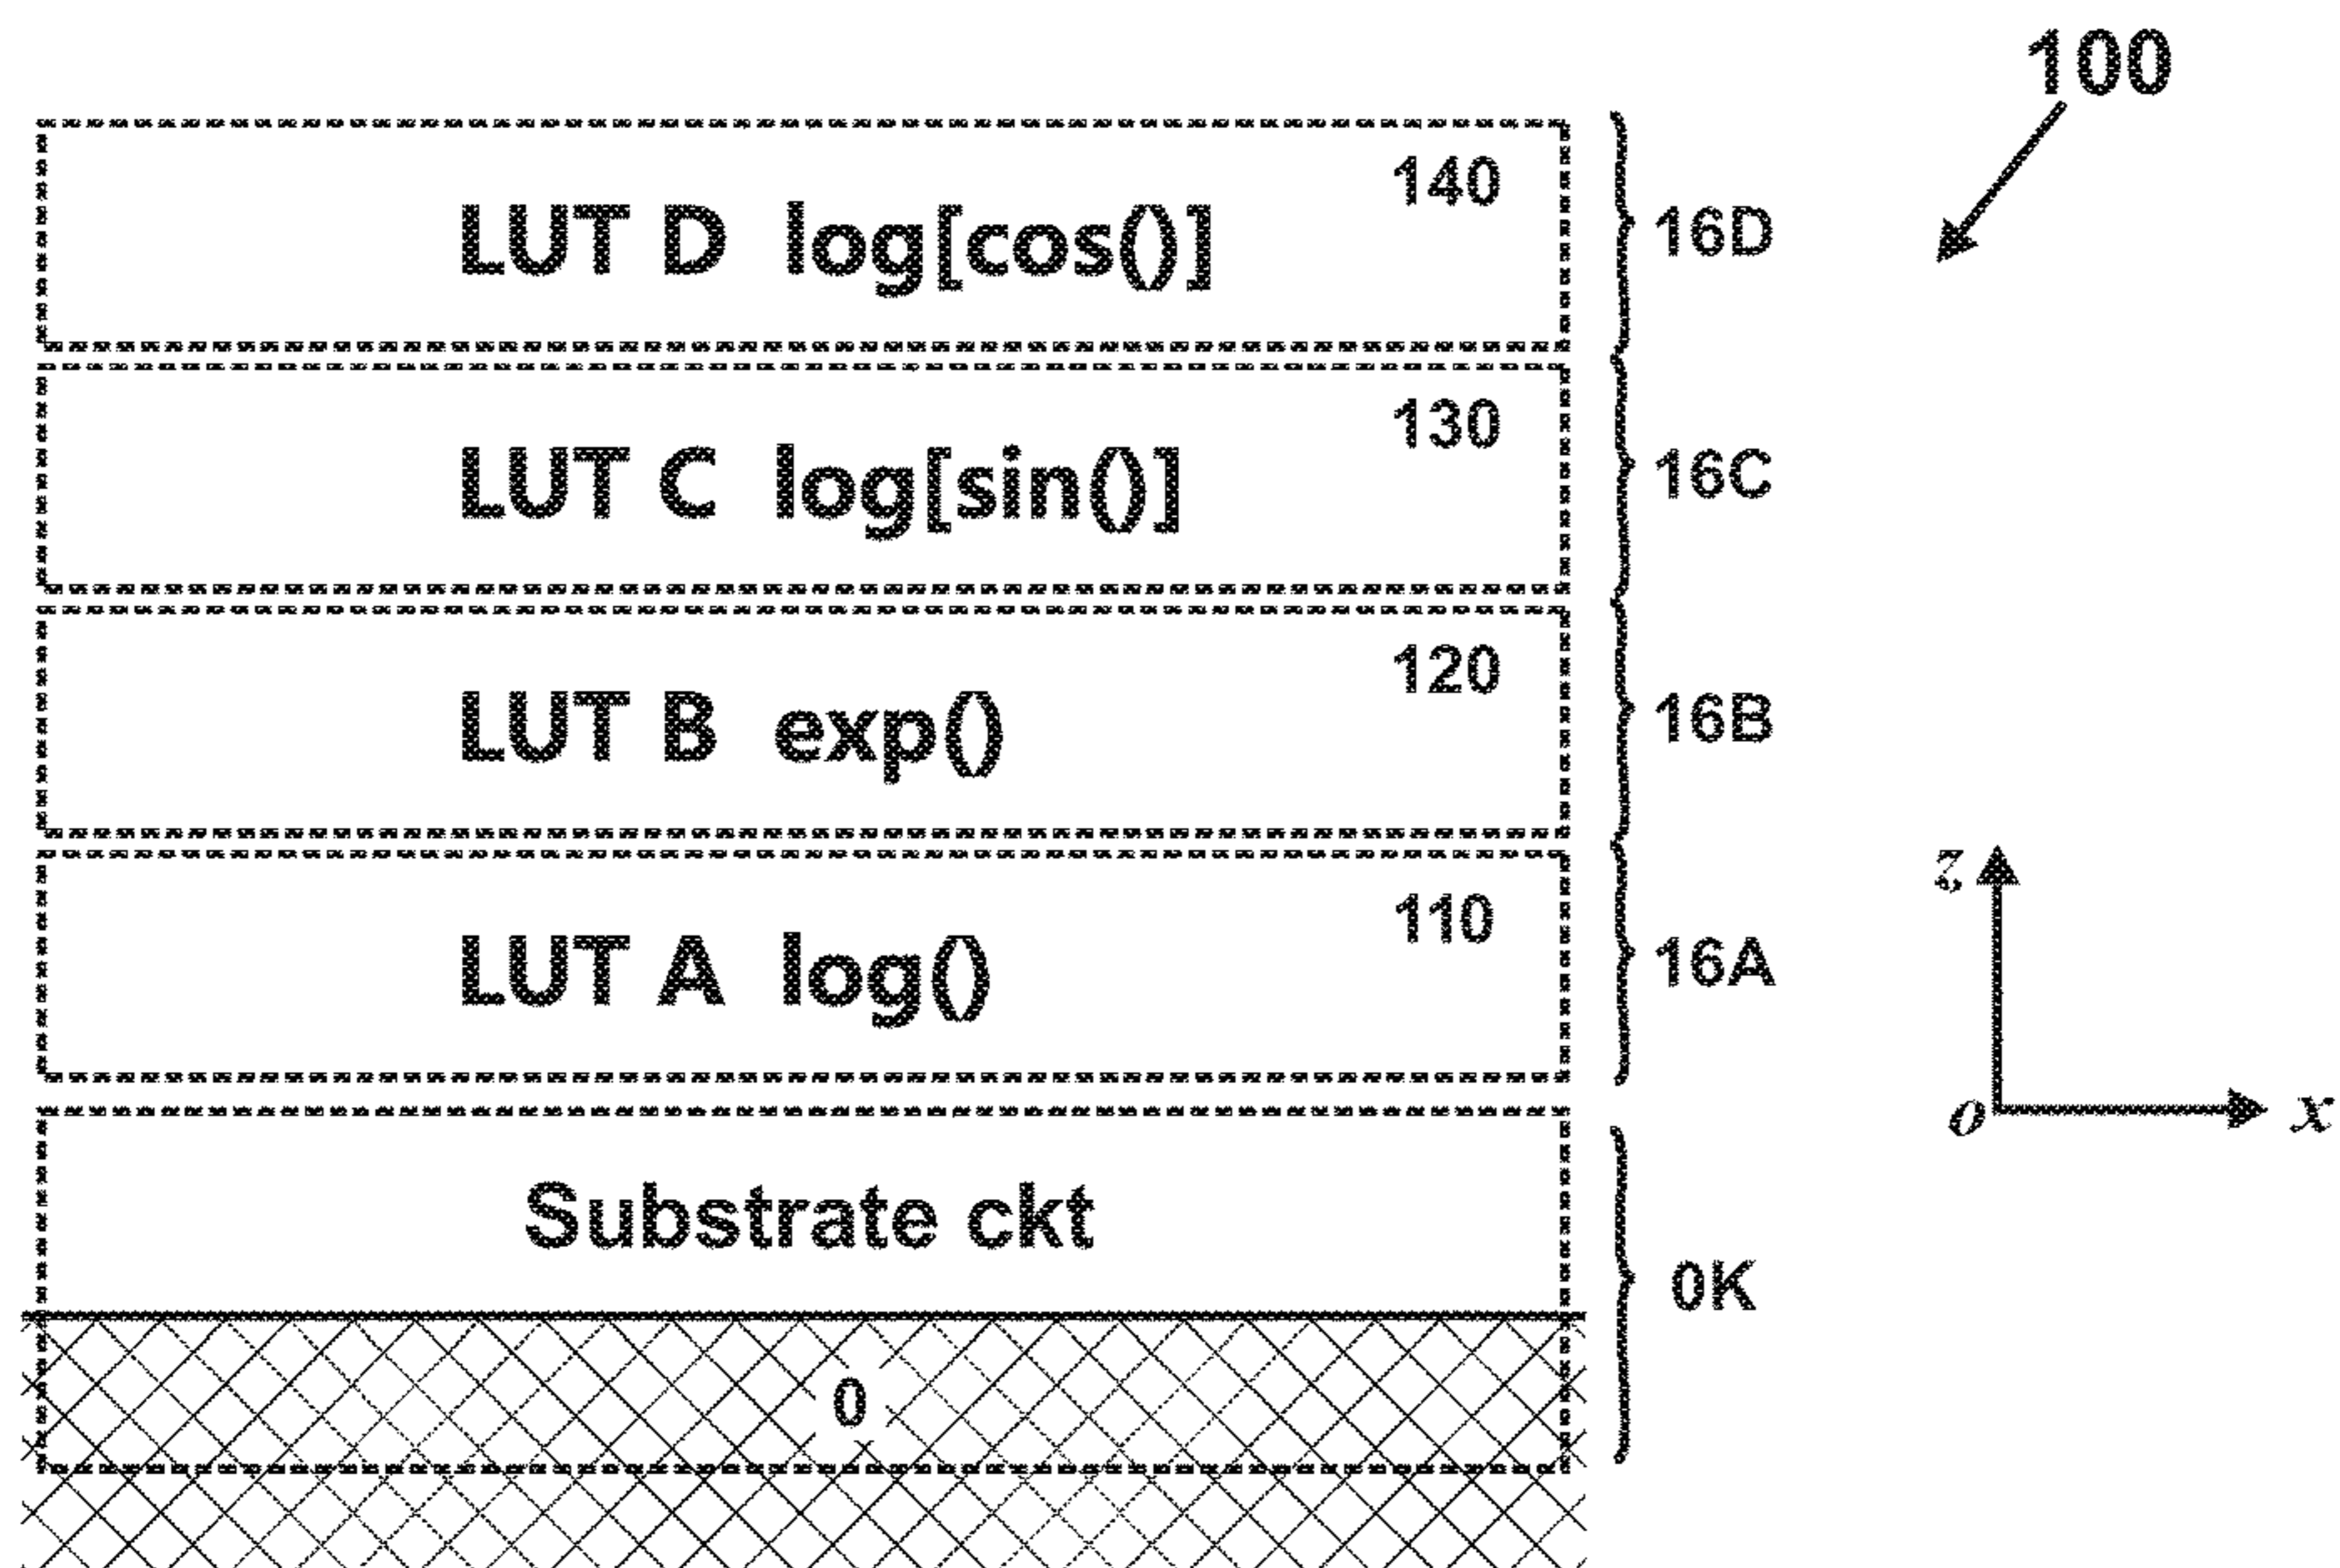 100
140
LUT D log[cos()]
16D
130
LUT C log[sin()]
16C
120
LUT B exp()
16B
110
LUT A log()
16A
z
o
x
Substrate ckt
0K
0